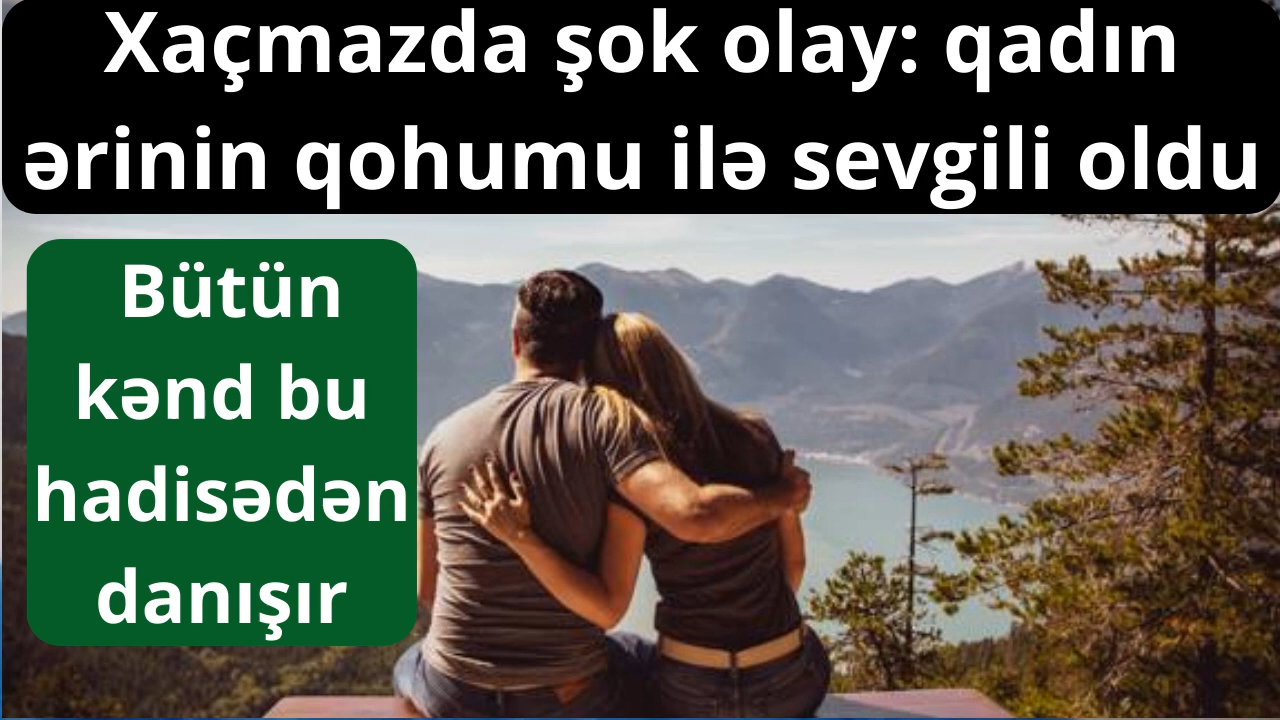 Xaçmazda şok olay: qadın
ərinin qohumu ilə sevgili oldu
Bütün
kənd bu
hadisədən
danışır